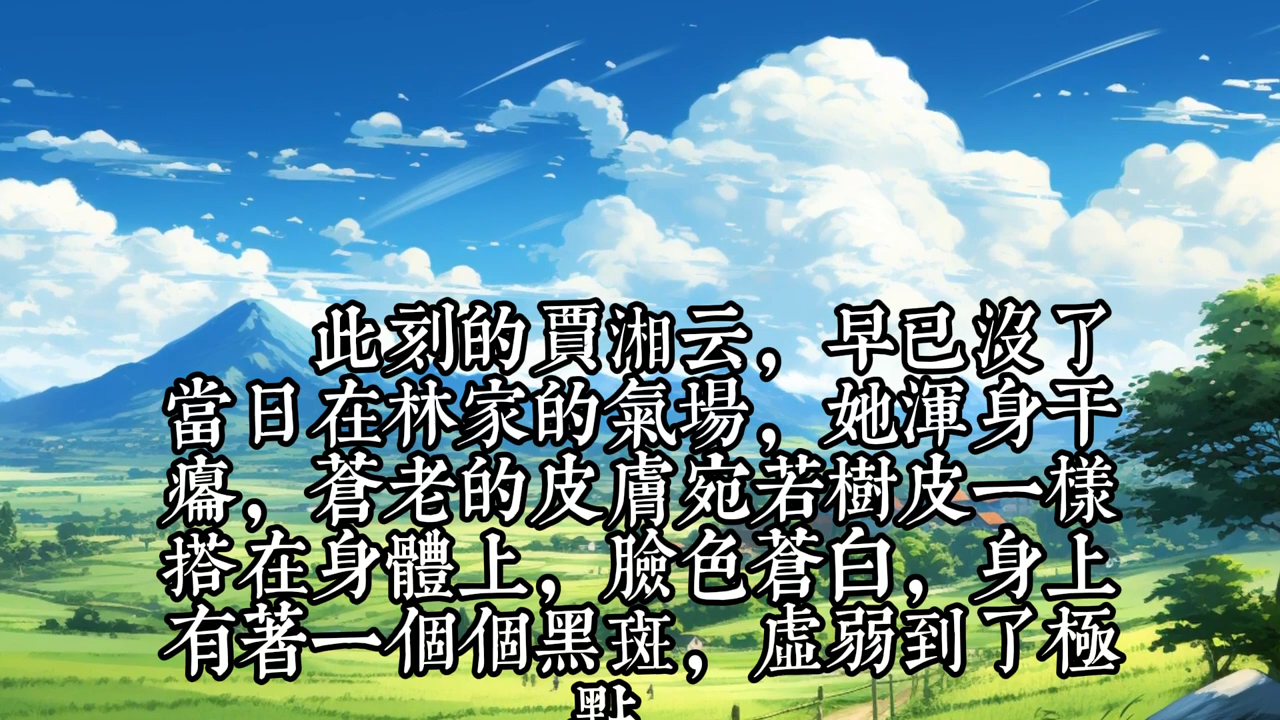 此刻的賈湘云，早已沒了
當日在林家的氣場，她渾身干
癟，蒼老的皮膚宛若樹皮一樣
搭在身體上，臉色蒼白，身上
有著一個個黑斑，虛弱到了極
點